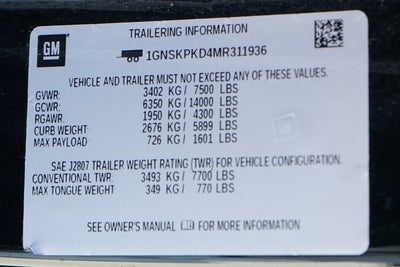 TRAILERING INFORMATION
GM
1GNSKPKD4MR311936
VEHICLE AND TRAILER MUST NOT EXCEED ANY OF THESE VALUES.
GVWR: 3402 KG / 7500 LBS
GCWR: 6350 KG / 14000 LBS
RGAWR: 1950 KG / 4300 LBS
CURB WEIGHT: 2676 KG / 5899 LBS
MAX PAYLOAD: 726 KG / 1601 LBS
SAE J2807 TRAILER WEIGHT RATING (TWR) FOR VEHICLE CONFIGURATION.
CONVENTIONAL TWR: 3493 KG / 7700 LBS
MAX TONGUE WEIGHT: 349 KG / 770 LBS
SEE OWNER'S MANUAL FOR MORE INFORMATION